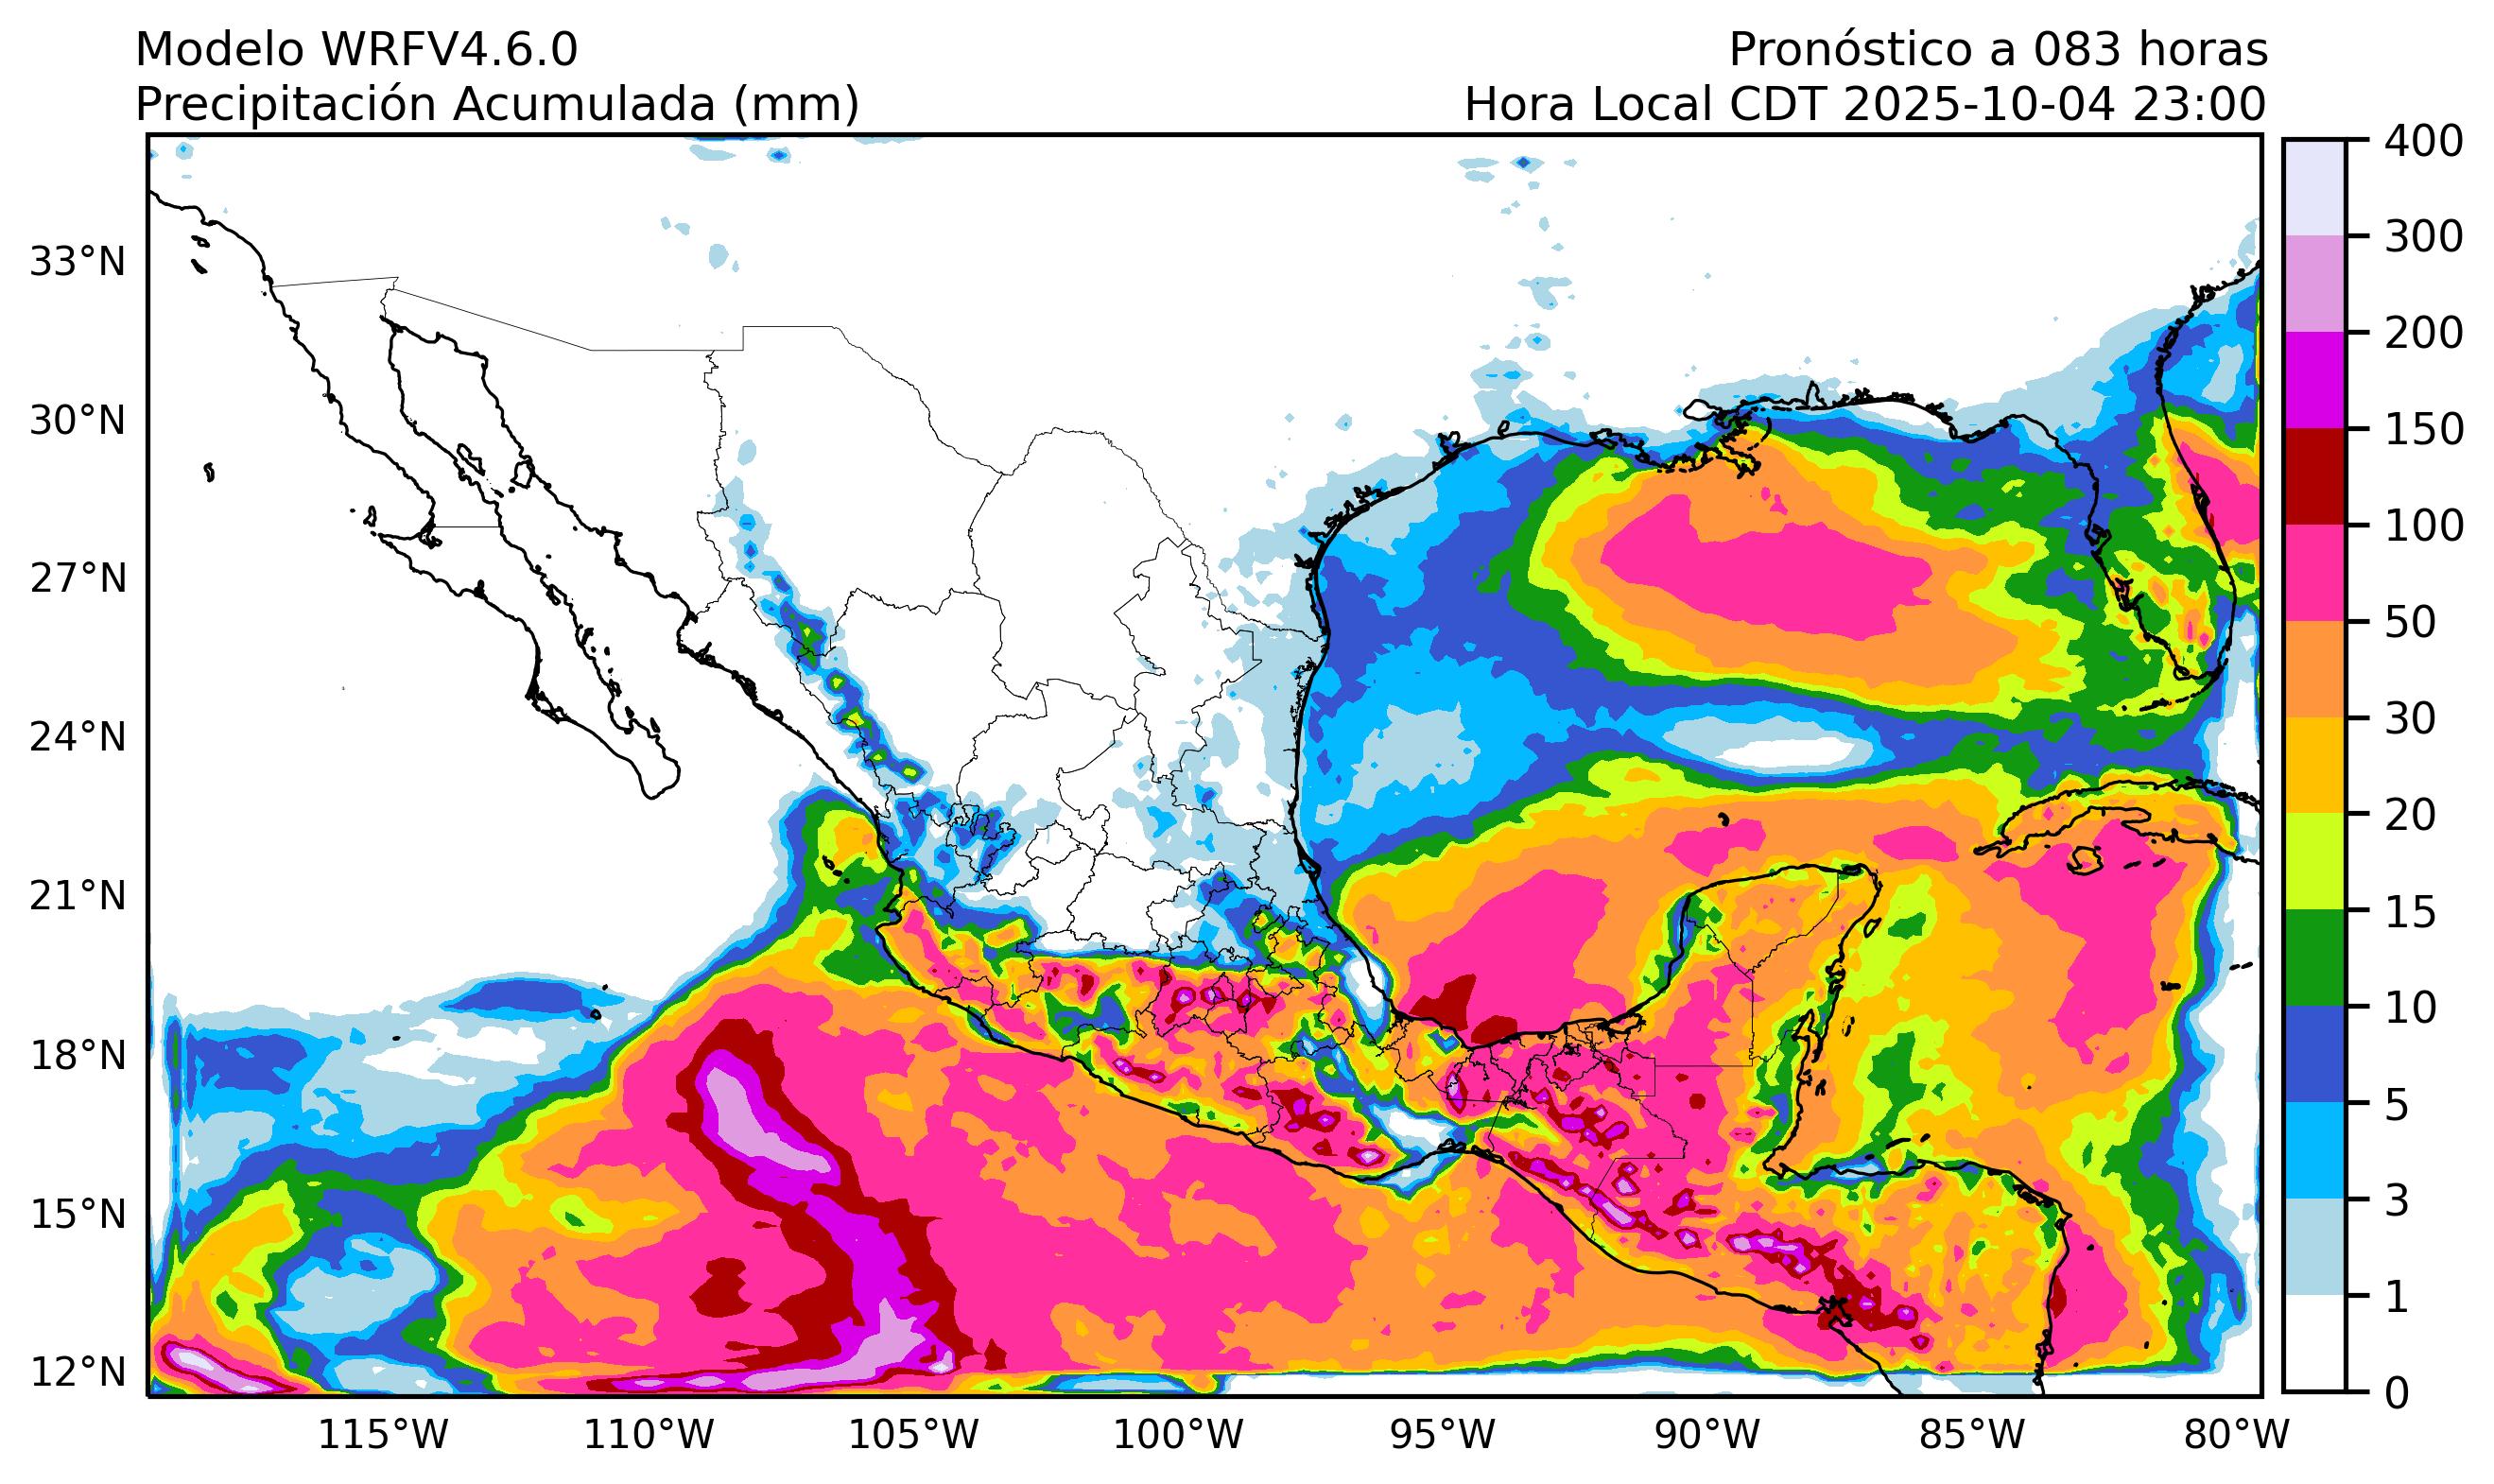 Modelo WRFV4.6.0
Pronóstico a 083 horas
Precipitación Acumulada (mm)
Hora Local CDT 2025-10-04 23:00
33°N
30°N
27°N
24°N
21°N
18°N
15°N
12°N
115°W
110°W
105°W
100°W
95°W
90°W
85°W
80°W
400
300
200
150
100
50
30
20
15
10
5
3
1
0